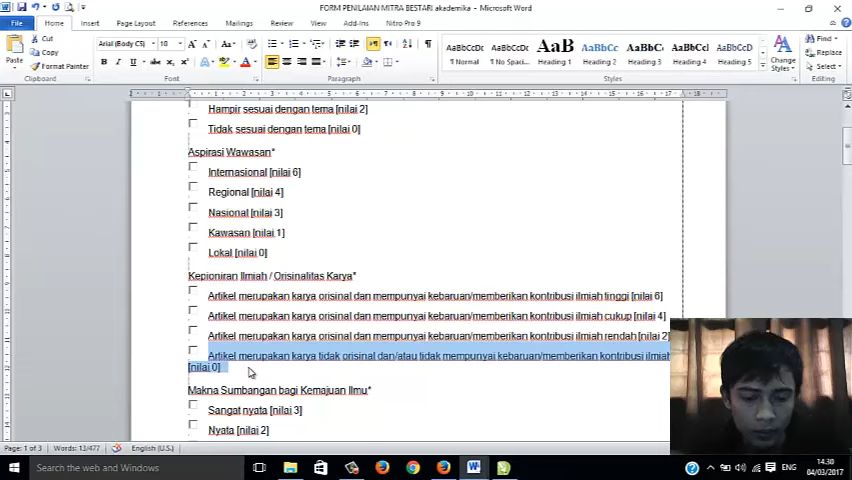 FORM PENILAIAN MITRA BESTARI akademika - Microsoft Word
File Home Insert Page Layout References Mailings Review View Add-Ins Nitro Pro 9
Cut
Copy
Format Painter
Paste
Clipboard
Arial (Body CS) 10
Font
Paragraph
AaBbCcDc AaBbCcDc AaB AaBbCc AaBbC AaBbCc AaBbCcDc
¶ Normal ¶ No Spaci... Heading 1 Heading 2 Heading 3 Heading 4 Heading 5
Change Styles
Styles
Find
Replace
Select
Editing
Hampir sesuai dengan tema [nilai 2]
Tidak sesuai dengan tema [nilai 0]
Aspirasi Wawasan*
Internasional [nilai 6]
Regional [nilai 4]
Nasional [nilai 3]
Kawasan [nilai 1]
Lokal [nilai 0]
Kepioniran Ilmiah / Orisinalitas Karya*
Artikel merupakan karya orisinal dan mempunyai kebaruan/memberikan kontribusi ilmiah tinggi [nilai 6]
Artikel merupakan karya orisinal dan mempunyai kebaruan/memberikan kontribusi ilmiah cukup [nilai 4]
Artikel merupakan karya orisinal dan mempunyai kebaruan/memberikan kontribusi ilmiah rendah [nilai 2]
Artikel merupakan karya tidak orisinal dan/atau tidak mempunyai kebaruan/memberikan kontribusi ilmiah
[nilai 0]
Makna Sumbangan bagi Kemajuan Ilmu*
Sangat nyata [nilai 3]
Nyata [nilai 2]
Page: 1 of 3 Words: 13/477 English (U.S.)
Search the web and Windows
ENG
14.30
04/03/2017